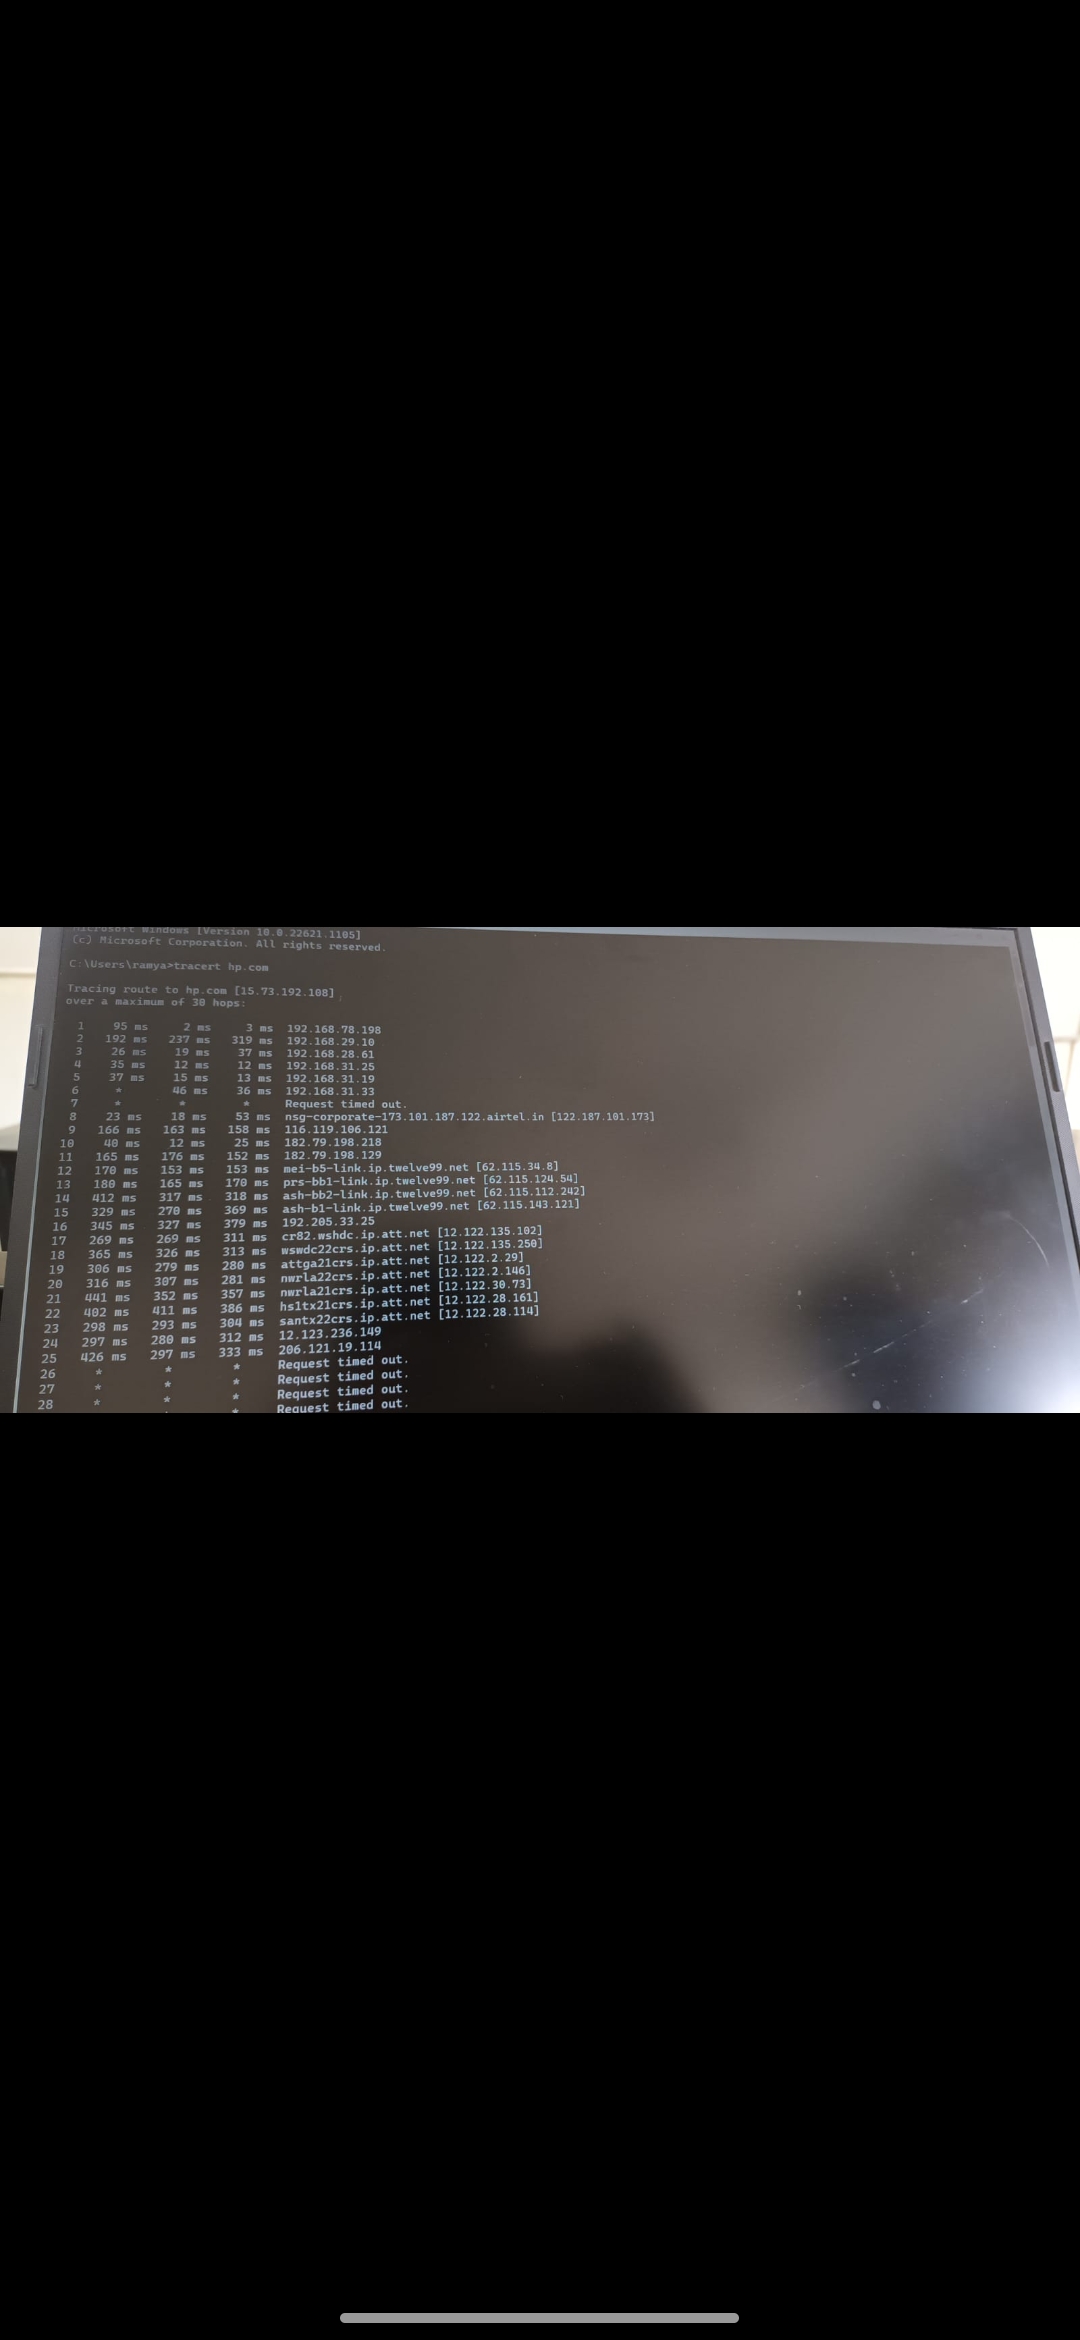 Microsoft Windows [Version 10.0.22621.1105]
(c) Microsoft Corporation. All rights reserved.
C:\Users\ramya>tracert hp.com
Tracing route to hp.com [15.73.192.108]
over a maximum of 30 hops:
1 95 ms 2 ms 3 ms 192.168.78.198
2 192 ms 237 ms 319 ms 192.168.29.10
3 26 ms 19 ms 37 ms 192.168.28.61
4 35 ms 12 ms 12 ms 192.168.31.25
5 37 ms 15 ms 13 ms 192.168.31.19
6 * 46 ms 36 ms 192.168.31.33
7 * * * Request timed out.
8 23 ms 18 ms 53 ms nsg-corporate-173.101.187.122.airtel.in [122.187.101.173]
9 166 ms 163 ms 158 ms 116.119.106.121
10 40 ms 12 ms 25 ms 182.79.198.218
11 165 ms 176 ms 152 ms 182.79.198.129
12 170 ms 153 ms 153 ms mei-b5-link.ip.twelve99.net [62.115.34.8]
13 180 ms 165 ms 170 ms prs-bb1-link.ip.twelve99.net [62.115.124.54]
14 412 ms 317 ms 318 ms ash-bb2-link.ip.twelve99.net [62.115.112.242]
15 329 ms 270 ms 369 ms ash-b1-link.ip.twelve99.net [62.115.143.121]
16 345 ms 327 ms 379 ms 192.205.33.25
17 269 ms 269 ms 311 ms cr82.wshdc.ip.att.net [12.122.135.102]
18 365 ms 326 ms 313 ms wswdc22crs.ip.att.net [12.122.135.250]
19 306 ms 279 ms 280 ms attga21crs.ip.att.net [12.122.2.29]
20 316 ms 307 ms 281 ms nwrla22crs.ip.att.net [12.122.2.146]
21 441 ms 352 ms 357 ms nwrla21crs.ip.att.net [12.122.30.73]
22 402 ms 411 ms 386 ms hs1tx21crs.ip.att.net [12.122.28.161]
23 298 ms 293 ms 304 ms santx22crs.ip.att.net [12.122.28.114]
24 297 ms 280 ms 312 ms 12.123.236.149
25 426 ms 297 ms 333 ms 206.121.19.114
26 * * * Request timed out.
27 * * * Request timed out.
28 * * * Request timed out.
* Request timed out.